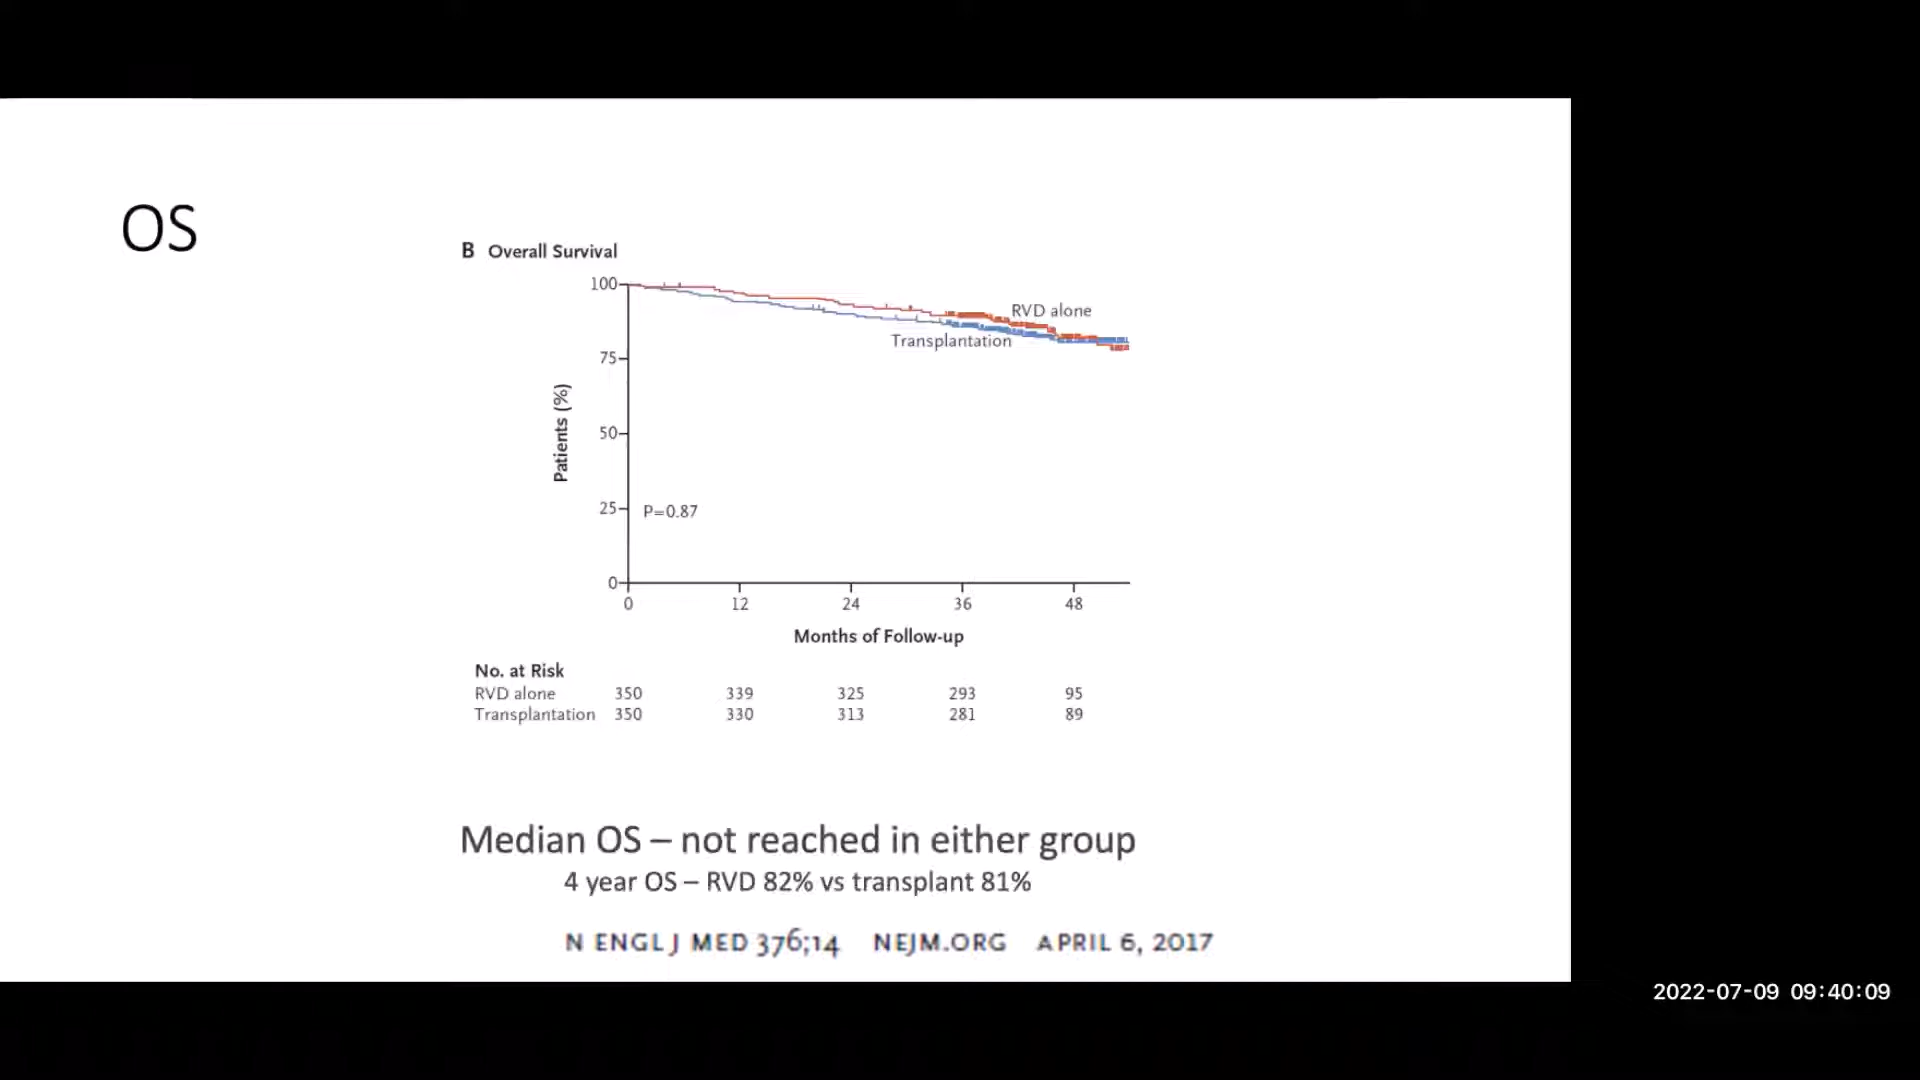 OS
B Overall Survival
100
75
50
25
0
Patients (%)
RVD alone
Transplantation
P=0.87
0 12 24 36 48
Months of Follow-up
No. at Risk
RVD alone 350 339 325 293 95
Transplantation 350 330 313 281 89
Median OS – not reached in either group
4 year OS – RVD 82% vs transplant 81%
N ENGL J MED 376;14 NEJM.ORG APRIL 6, 2017
2022-07-09 09:40:09